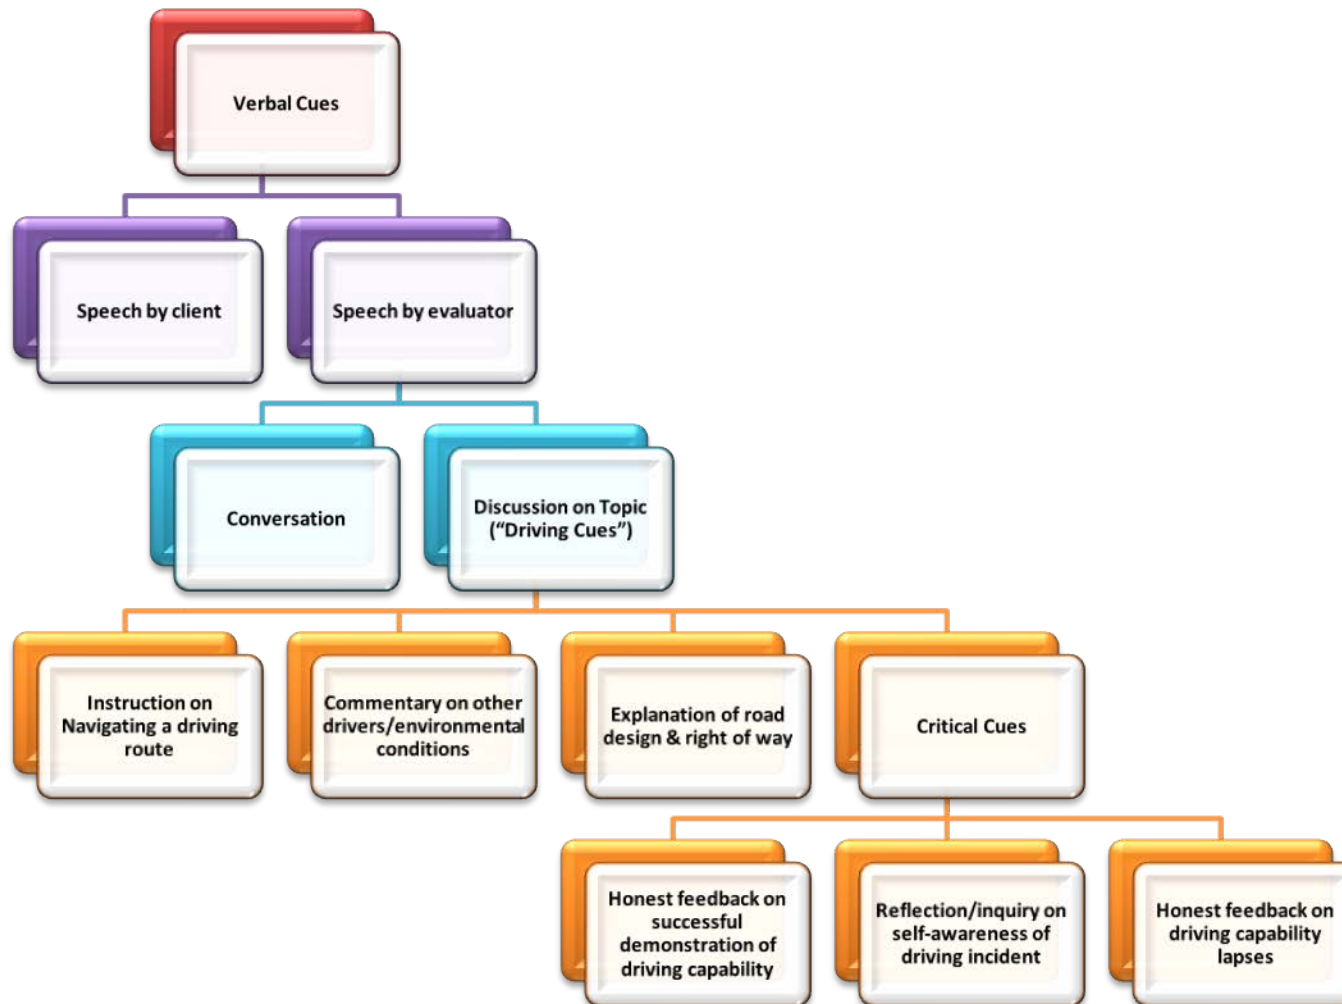 Verbal Cues
Speech by client
Speech by evaluator
Conversation
Discussion on Topic
(“Driving Cues”)
Instruction on
Navigating a driving
route
Commentary on other
drivers/environmental
conditions
Explanation of road
design & right of way
Critical Cues
Honest feedback on
successful
demonstration of
driving capability
Reflection/inquiry on
self-awareness of
driving incident
Honest feedback on
driving capability
lapses